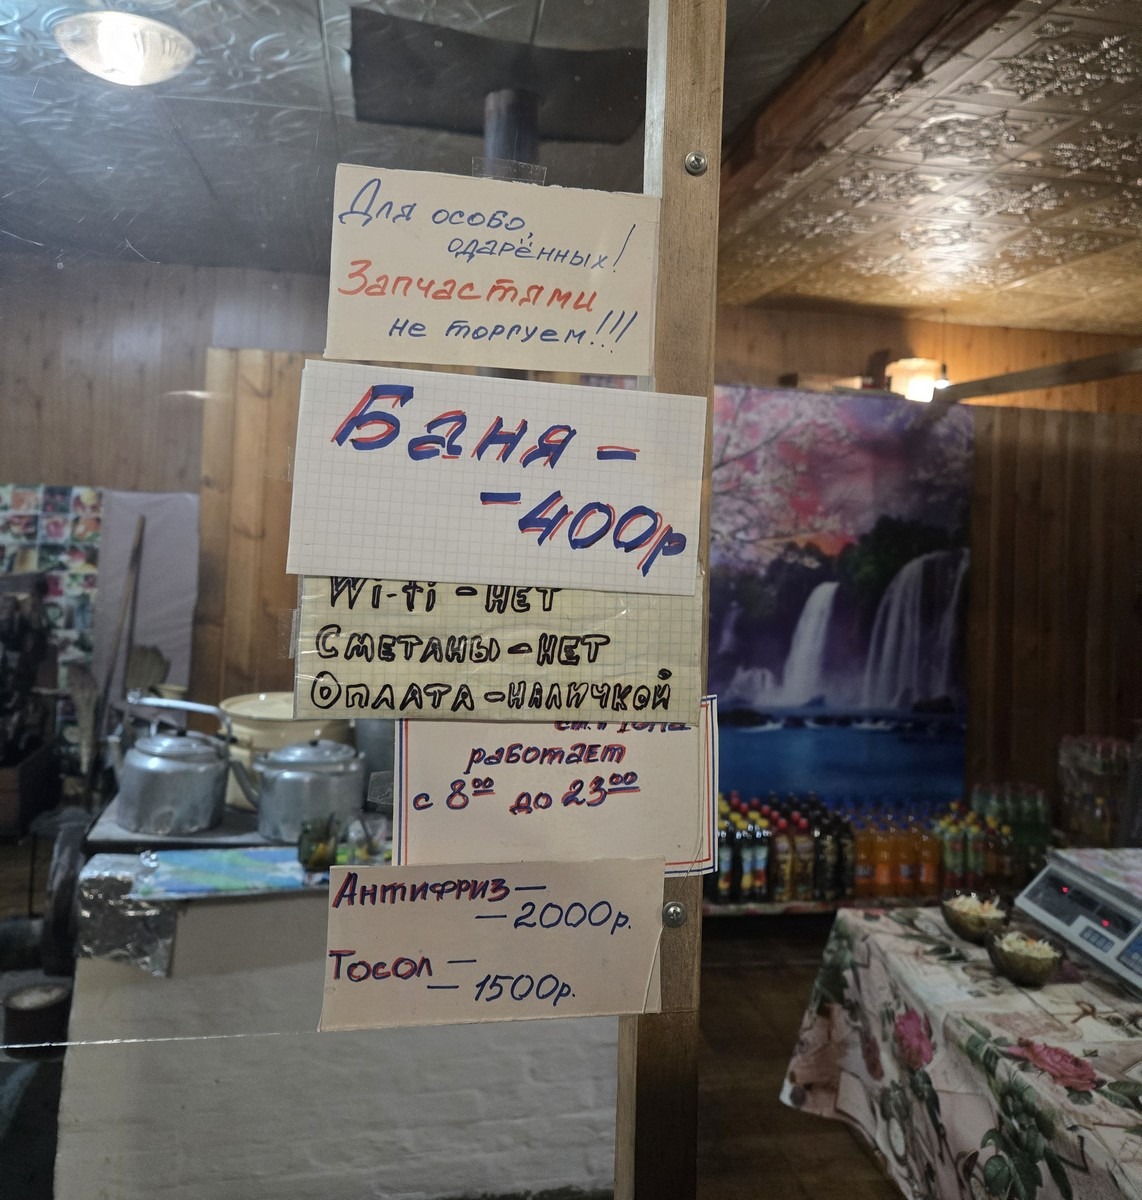 Для особо
одарённых!
Запчастями
не торгуем!!!
Баня -
- 400р
Wi-fi - НЕТ
СМЕТАНЫ - НЕТ
ОПЛАТА - НАЛИЧКОЙ
работает
с 8⁰⁰ до 23⁰⁰
Антифриз —
— 2000р.
Тосол —
— 1500р.